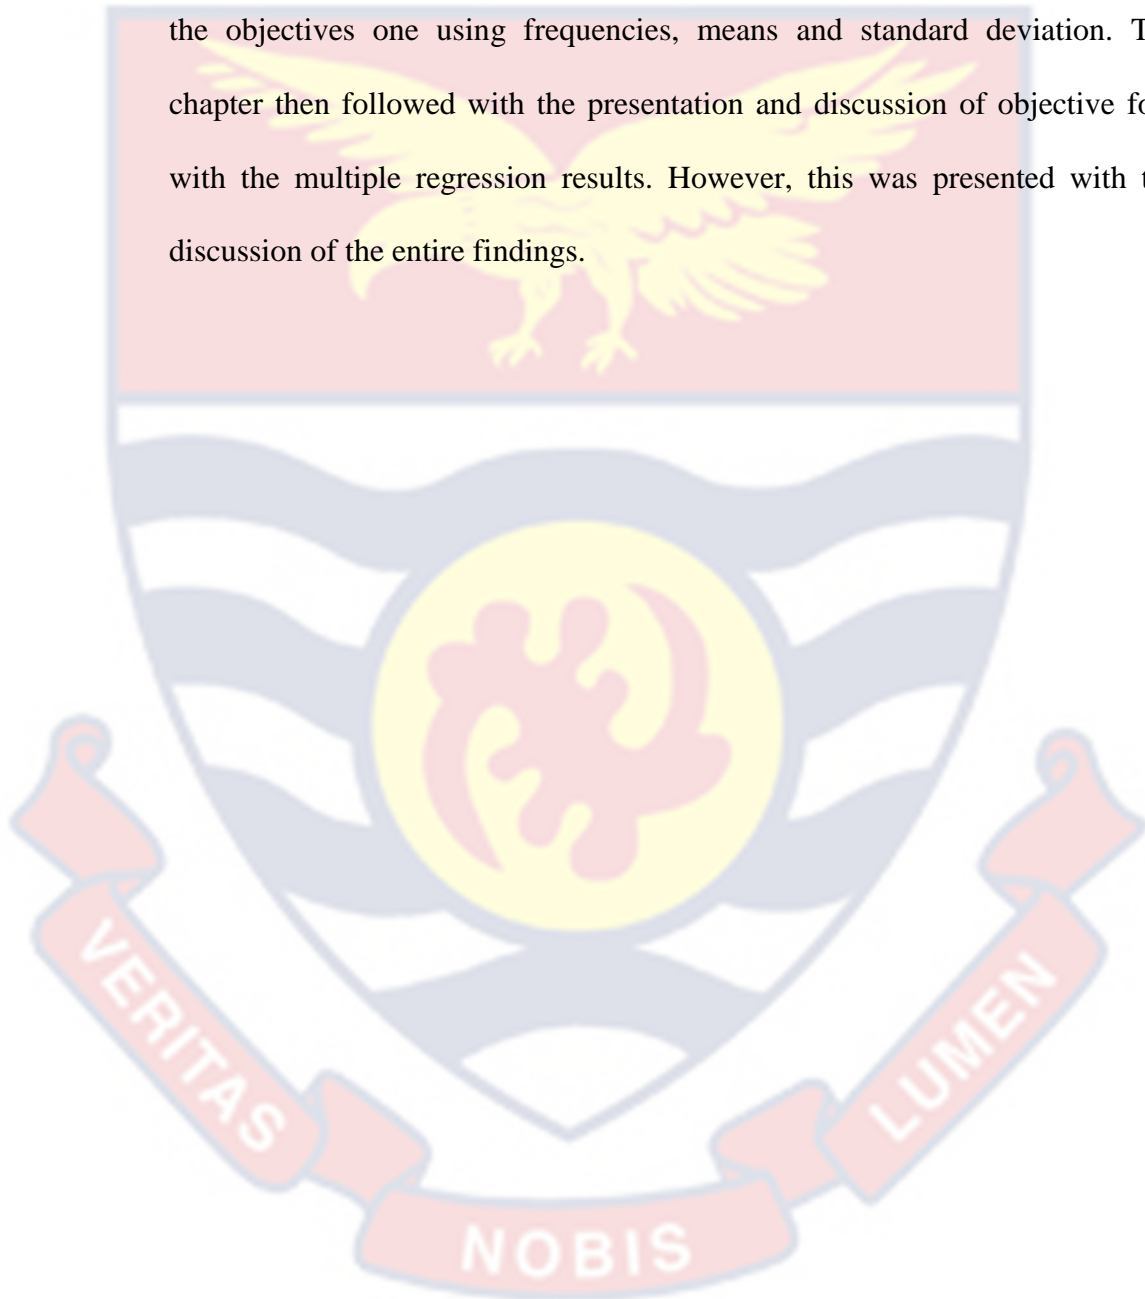 the objectives one using frequencies, means and standard deviation. T
chapter then followed with the presentation and discussion of objective fo
with the multiple regression results. However, this was presented with t
discussion of the entire findings.
VERITAS
NOBIS
LUMEN